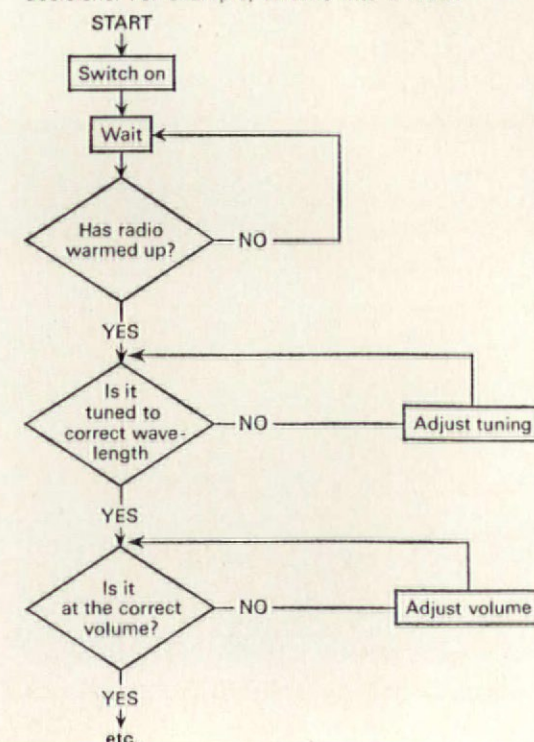 START
Switch on
Wait
Has radio
warmed up?
NO
YES
Is it
tuned to
correct wave-
length
NO
Adjust tuning
YES
Is it
at the correct
volume?
NO
Adjust volume
YES
etc.